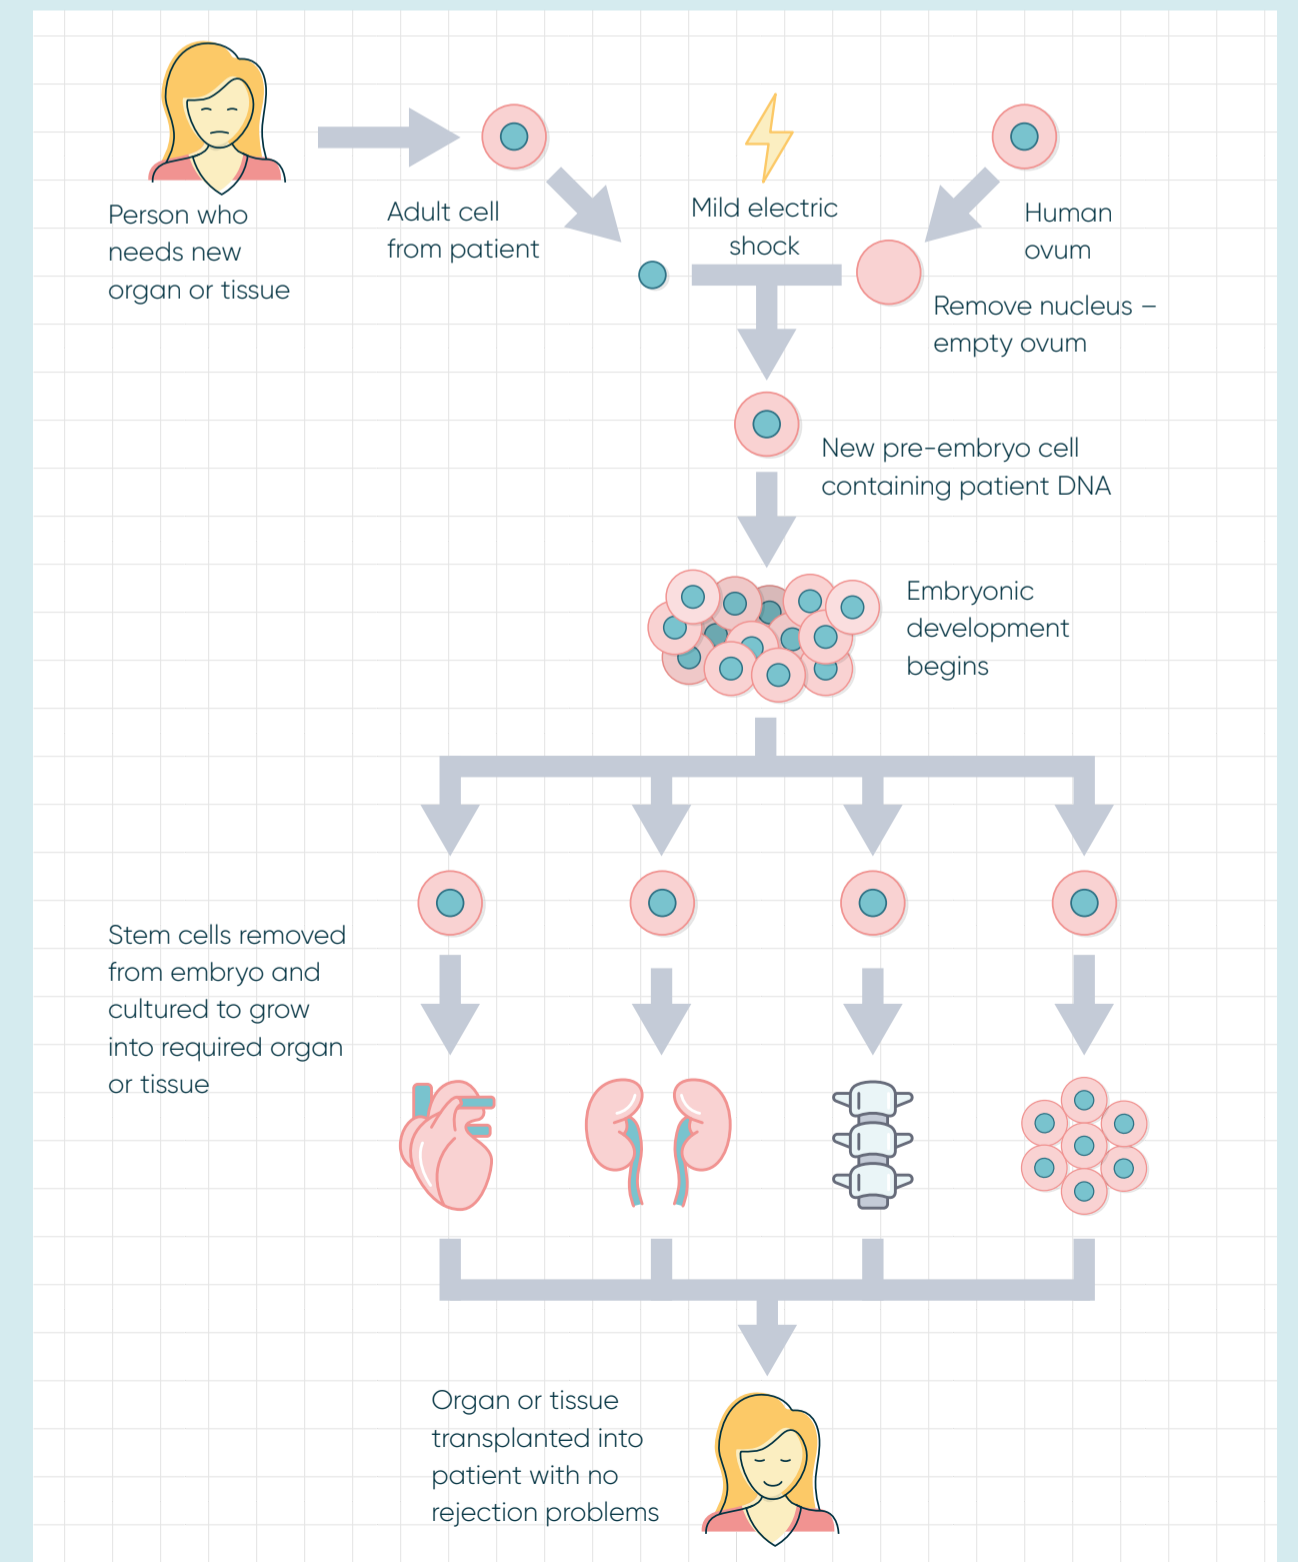 Person who
needs new
organ or tissue
Adult cell
from patient
Mild electric
shock
Human
ovum
Remove nucleus –
empty ovum
New pre-embryo cell
containing patient DNA
Embryonic
development
begins
Stem cells removed
from embryo and
cultured to grow
into required organ
or tissue
Organ or tissue
transplanted into
patient with no
rejection problems